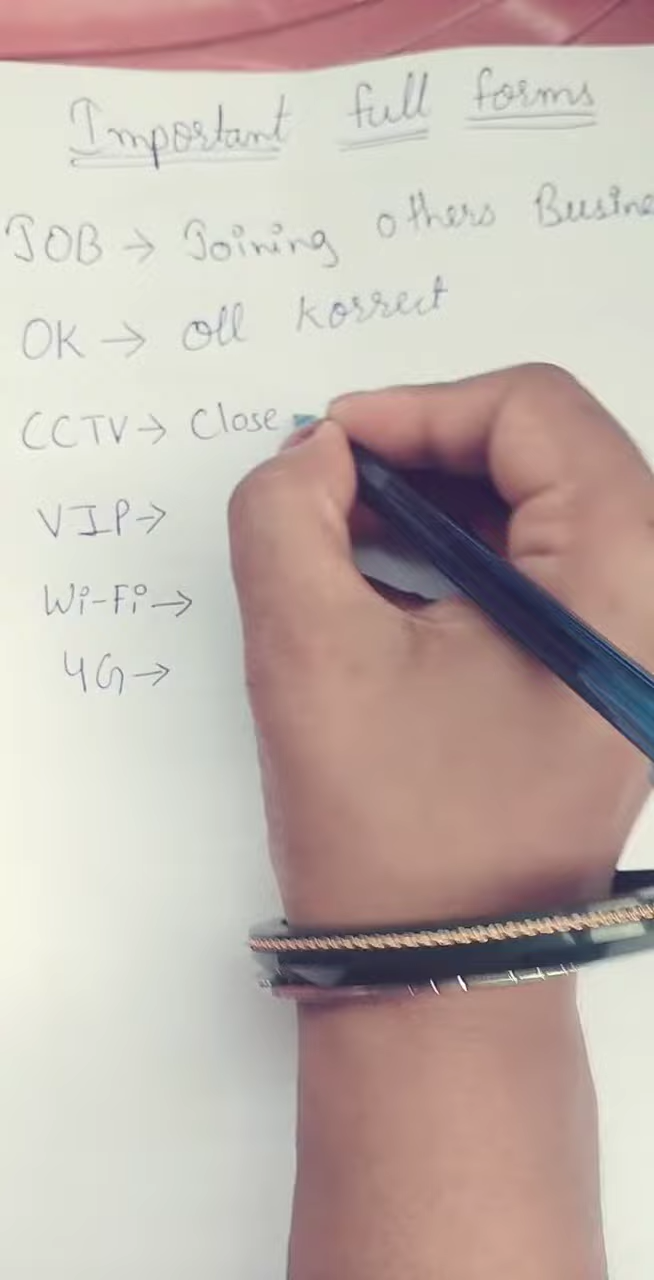 Important full forms
JOB → Joining others Busine
OK → Oll korrect
CCTV → Close
VIP →
Wi-Fi →
4G →